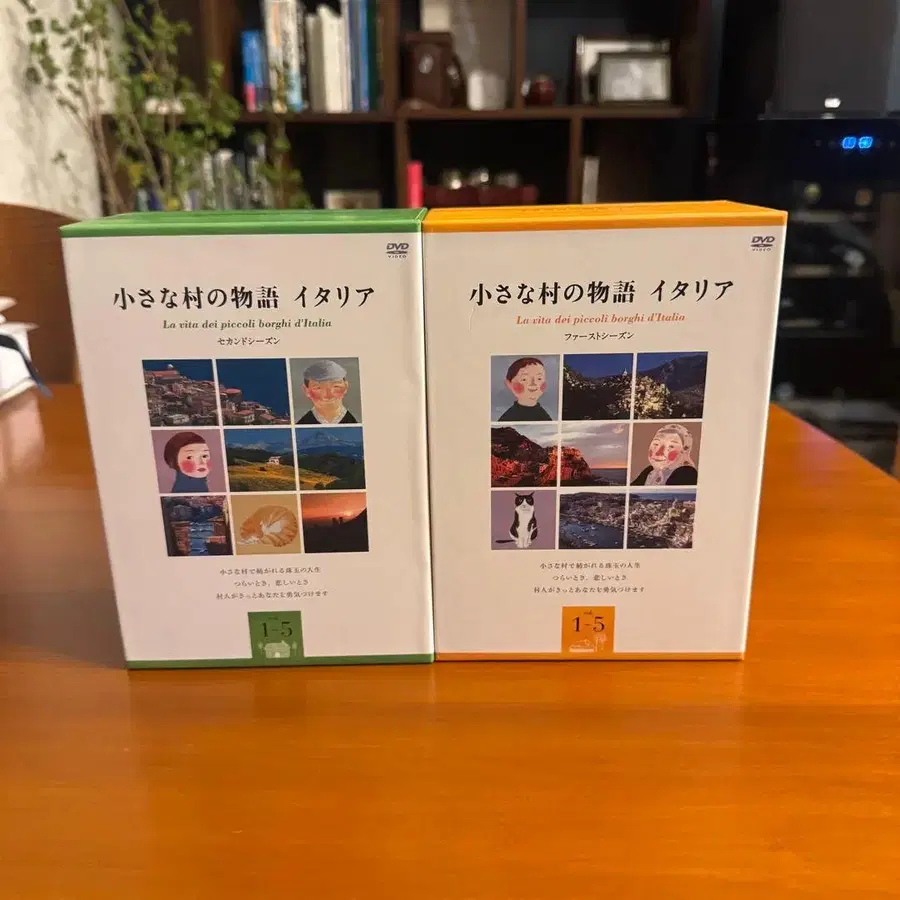 DVD
VIDEO
小さな村の物語 イタリア
La vita dei piccoli borghi d'Italia
セカンドシーズン
小さな村で紡がれる珠玉の人生
つらいとき、悲しいとき
村人がきっとあなたを勇気づけます
vol.
1-5
DVD
VIDEO
小さな村の物語 イタリア
La vita dei piccoli borghi d'Italia
ファーストシーズン
小さな村で紡がれる珠玉の人生
つらいとき、悲しいとき
村人がきっとあなたを勇気づけます
vol.
1-5